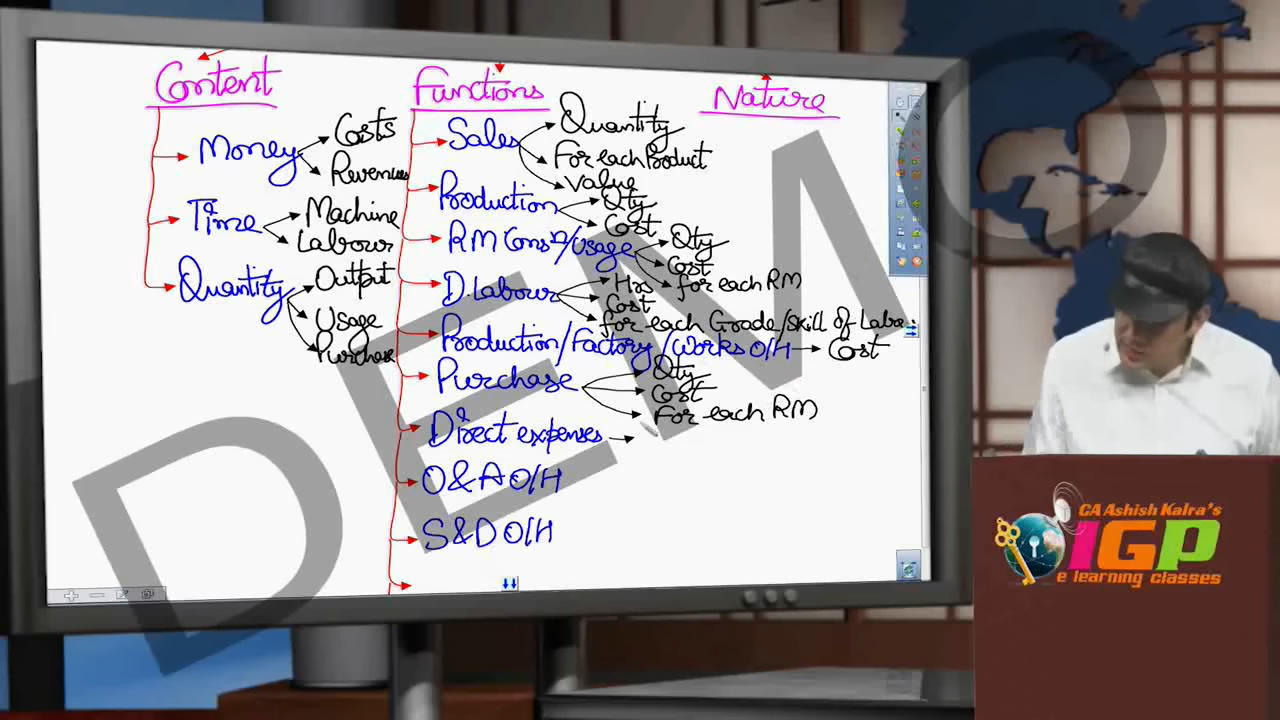 Content
Money
Costs
Revenues
Time
Machine
Labour
Quantity
Output
Usage
Purchase
Functions
Sales
Quantity
For each Product
Value
Production
Qty
Cost
RM Consn/Usage
Qty
Cost
for each RM
D.Labour
Hrs
Cost
for each Grade/Skill of Labo
Production/Factory/Works O/H
Cost
Purchase
Qty
Cost
For each RM
Direct expenses
O&A O/H
S&D O/H
Nature
DEMO
CA Ashish Kalra's
IGP
e learning classes